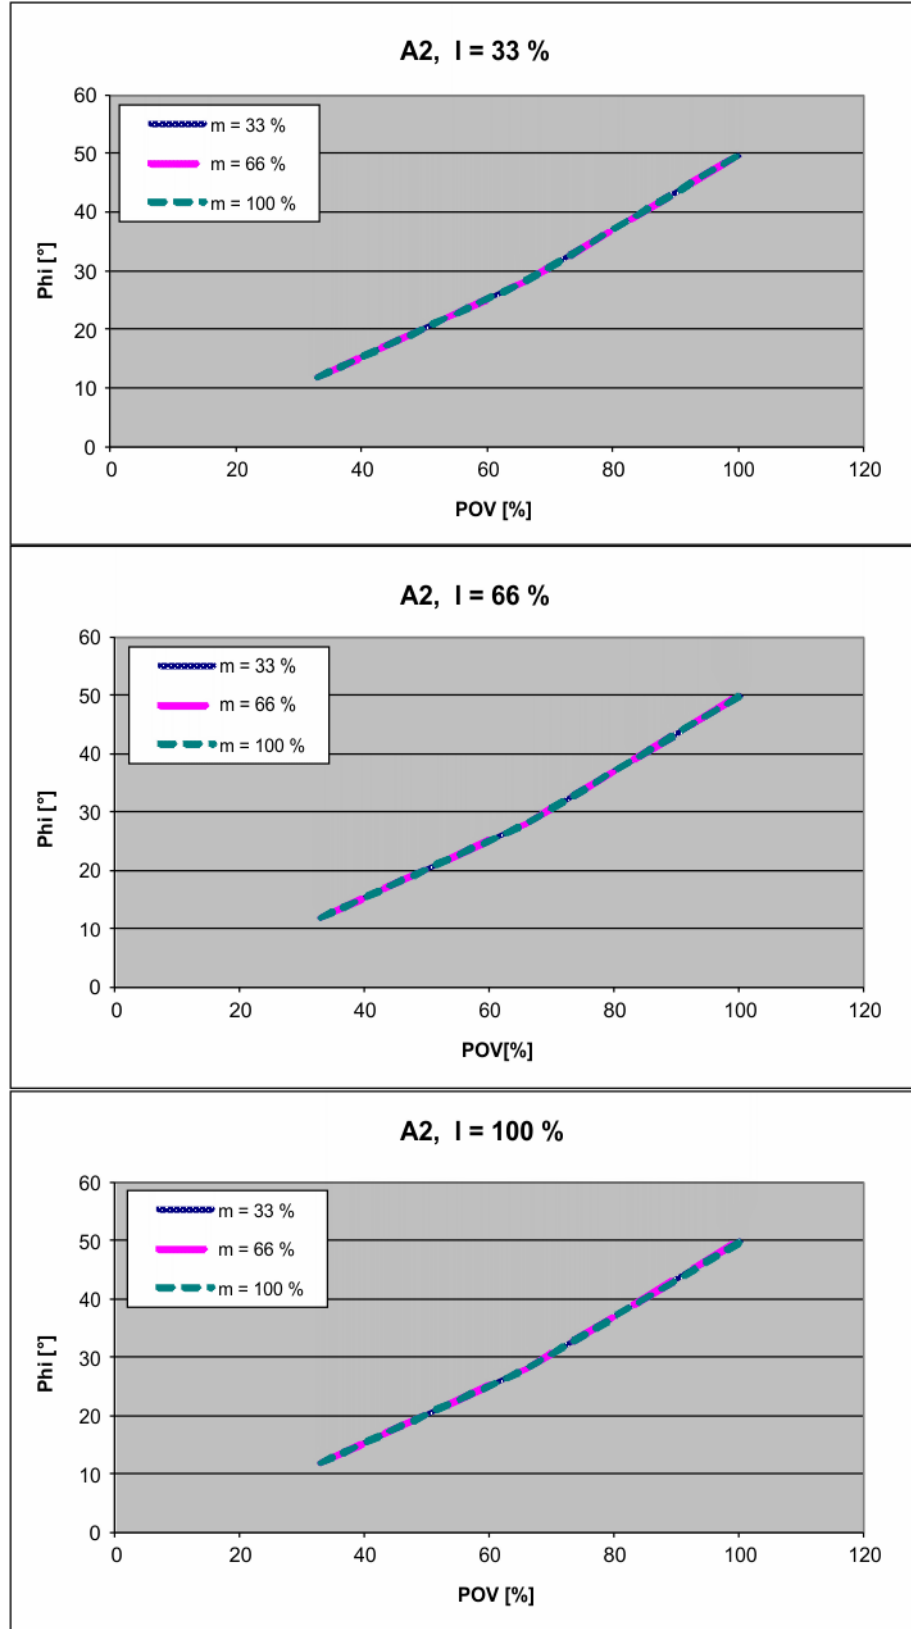 A2,  l = 33 %
60
50
40
30
20
10
0
m = 33 %
m = 66 %
m = 100 %
Phi [°]
0 20 40 60 80 100 120
POV [%]
A2,  l = 66 %
60
50
40
30
20
10
0
m = 33 %
m = 66 %
m = 100 %
Phi [°]
0 20 40 60 80 100 120
POV[%]
A2,  l = 100 %
60
50
40
30
20
10
0
m = 33 %
m = 66 %
m = 100 %
Phi [°]
0 20 40 60 80 100 120
POV [%]